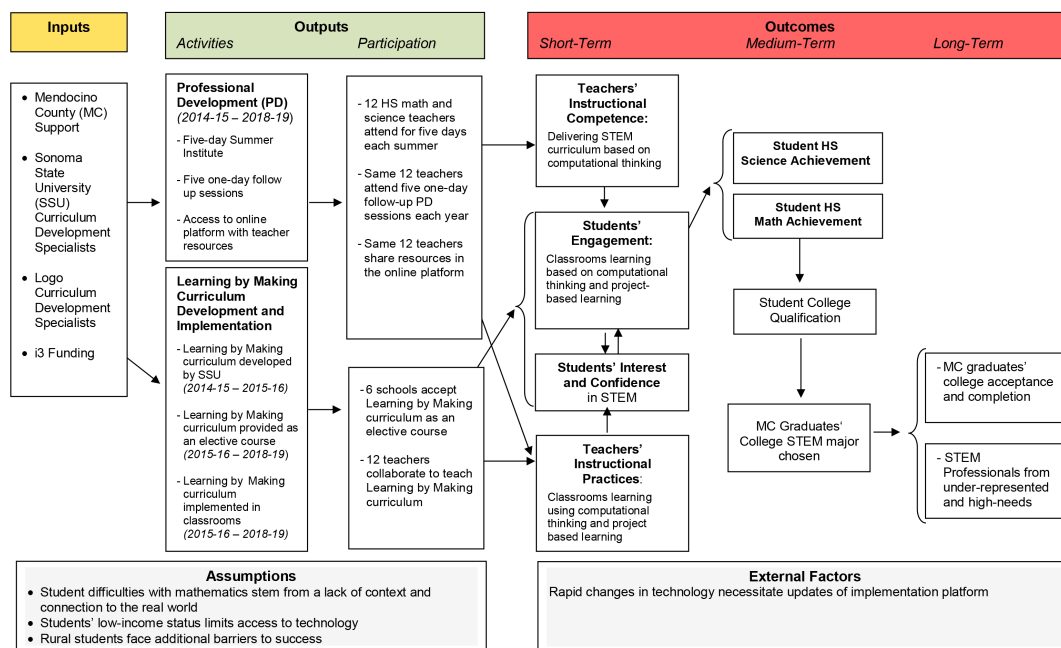 Inputs
Outputs
Activities
Participation
Outcomes
Short-Term
Medium-Term
Long-Term
• Mendocino
County (MC)
Support
• Sonoma
State
University
(SSU)
Curriculum
Development
Specialists
• Logo
Curriculum
Development
Specialists
• i3 Funding
Professional
Development (PD)
(2014-15 – 2018-19)
- Five-day Summer
Institute
- Five one-day follow
up sessions
- Access to online
platform with teacher
resources
Learning by Making
Curriculum
Development and
Implementation
- Learning by Making
curriculum developed
by SSU
(2014-15 – 2015-16)
- Learning by Making
curriculum provided as
an elective course
(2015-16 – 2018-19)
- Learning by Making
curriculum
implemented in
classrooms
(2015-16 – 2018-19)
- 12 HS math and
science teachers
attend for five days
each summer
- Same 12 teachers
attend five one-day
follow-up PD
sessions each year
- Same 12 teachers
share resources
in the online platform
- 6 schools accept
Learning by Making
curriculum as an
elective course
- 12 teachers
collaborate to teach
Learning by Making
curriculum
Teachers'
Instructional
Competence:
Delivering STEM
curriculum based on
computational thinking
Students'
Engagement:
Classrooms learning
based on computational
thinking and project-
based learning
Students' Interest
and Confidence
in STEM
Teachers'
Instructional
Practices:
Classrooms learning
using computational
thinking and project
based learning
Student HS
Science Achievement
Student HS
Math Achievement
Student College
Qualification
MC Graduates'
College STEM major
chosen
- MC graduates'
college acceptance
and completion
- STEM
Professionals from
under-represented
and high-needs
Assumptions
• Student difficulties with mathematics stem from a lack of context and
connection to the real world
• Students' low-income status limits access to technology
• Rural students face additional barriers to success
External Factors
Rapid changes in technology necessitate updates of implementation platform